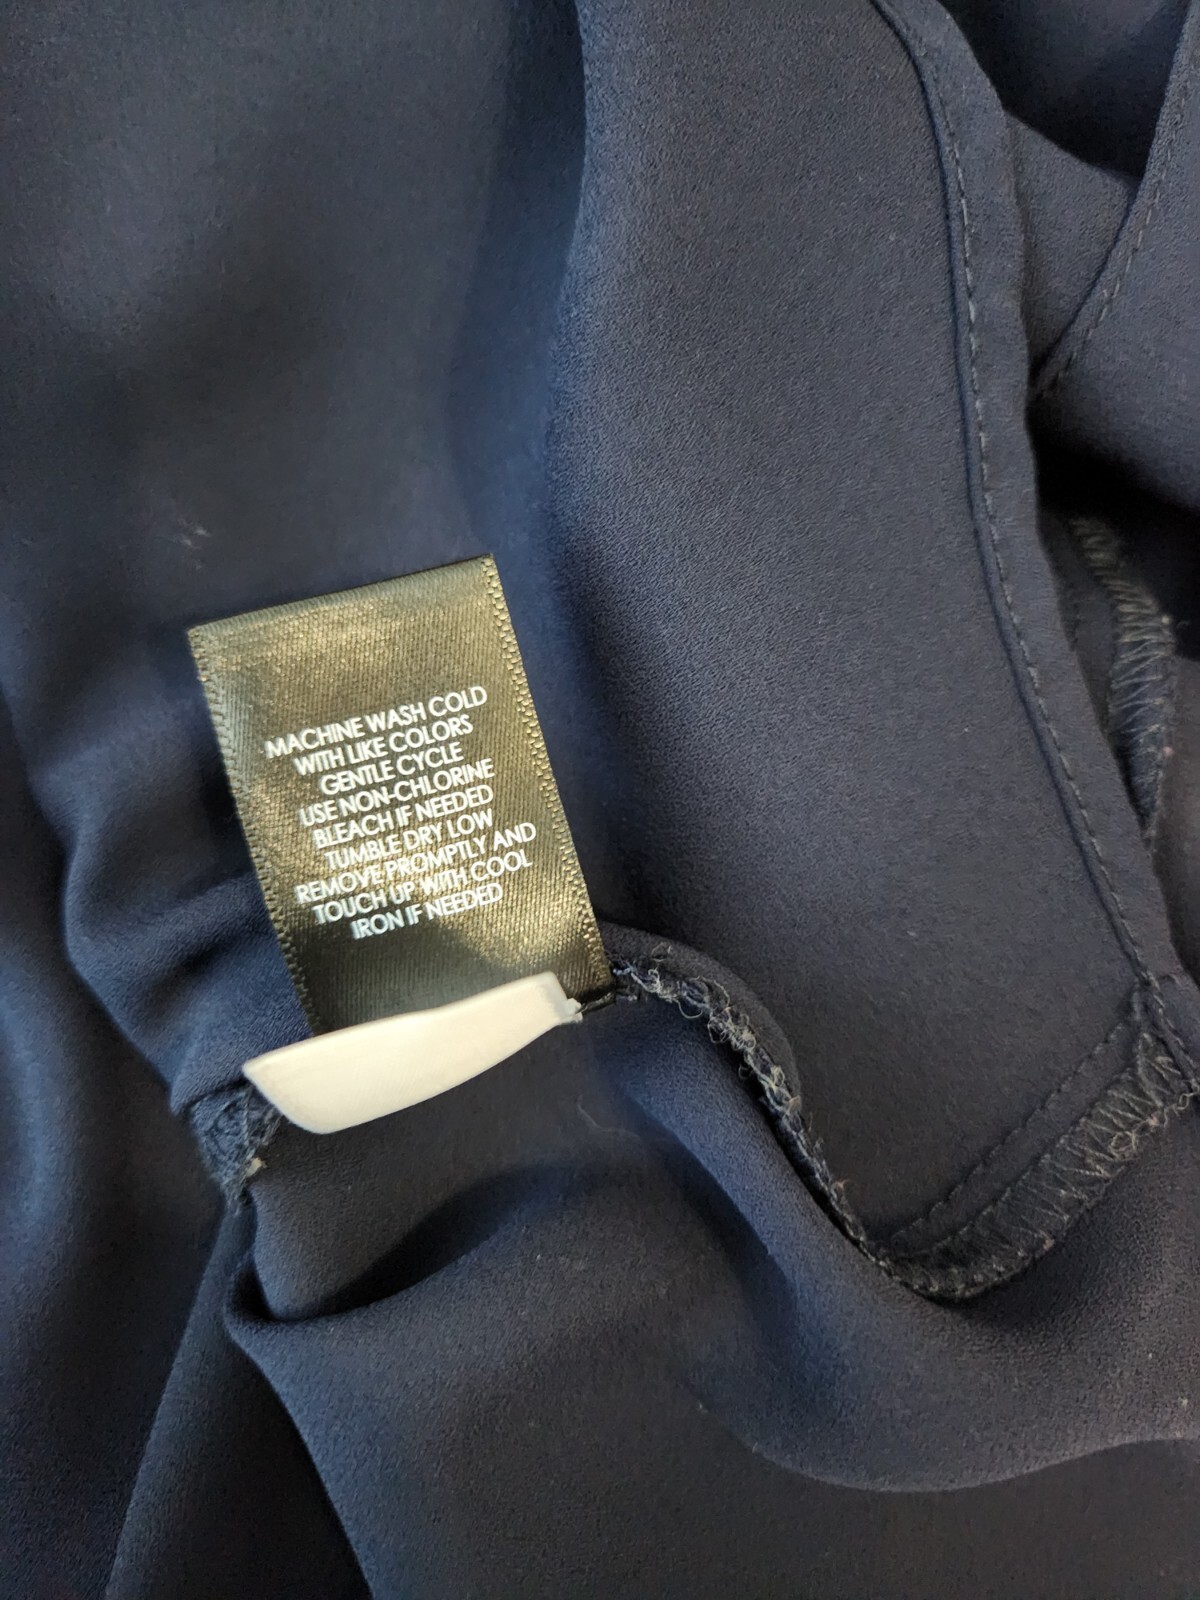 MACHINE WASH COLD
WITH LIKE COLORS
GENTLE CYCLE
USE NON-CHLORINE
BLEACH IF NEEDED
TUMBLE DRY LOW
REMOVE PROMPTLY AND
TOUCH UP WITH COOL
IRON IF NEEDED